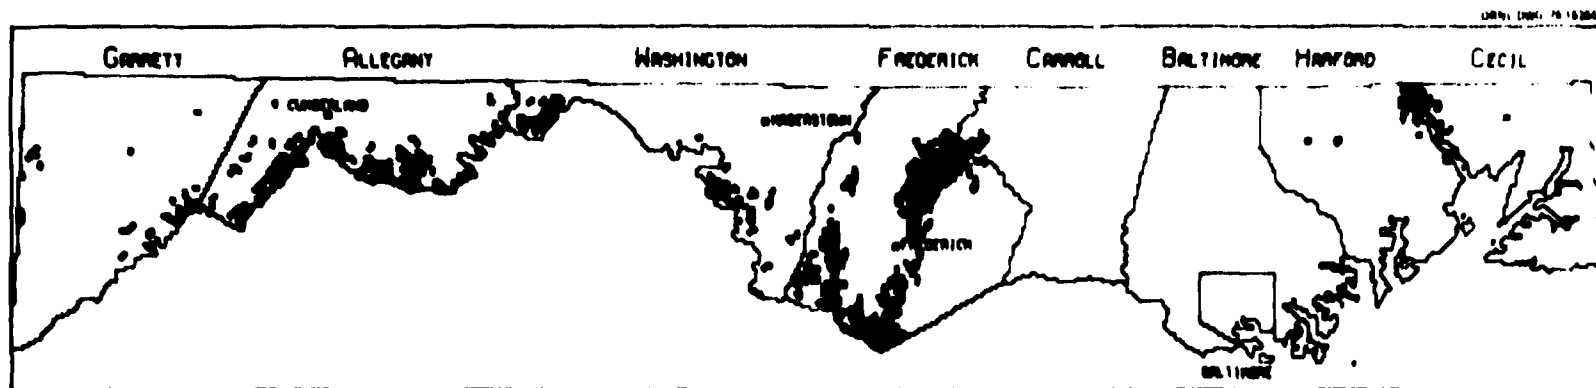 GARRETT ALLEGANY WASHINGTON FREDERICK CARROLL BALTIMORE HARFORD CECIL
CUMBERLAND
HAGERSTOWN
FREDERICK
BALTIMORE